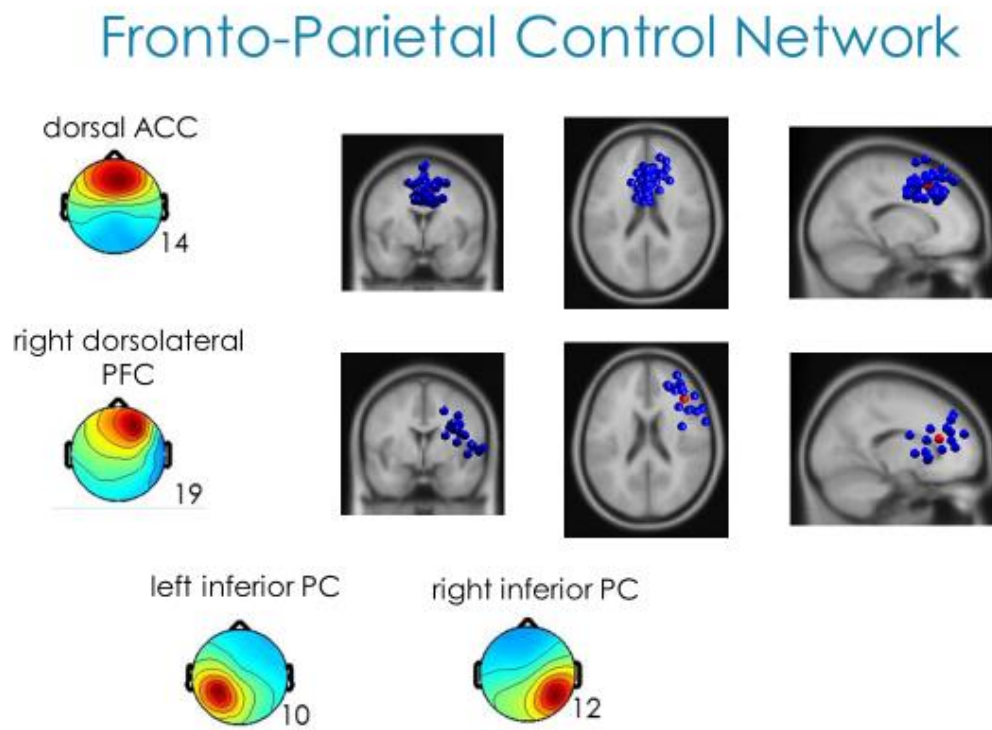 Fronto-Parietal Control Network
dorsal ACC
14
right dorsolateral
PFC
19
left inferior PC
10
right inferior PC
12